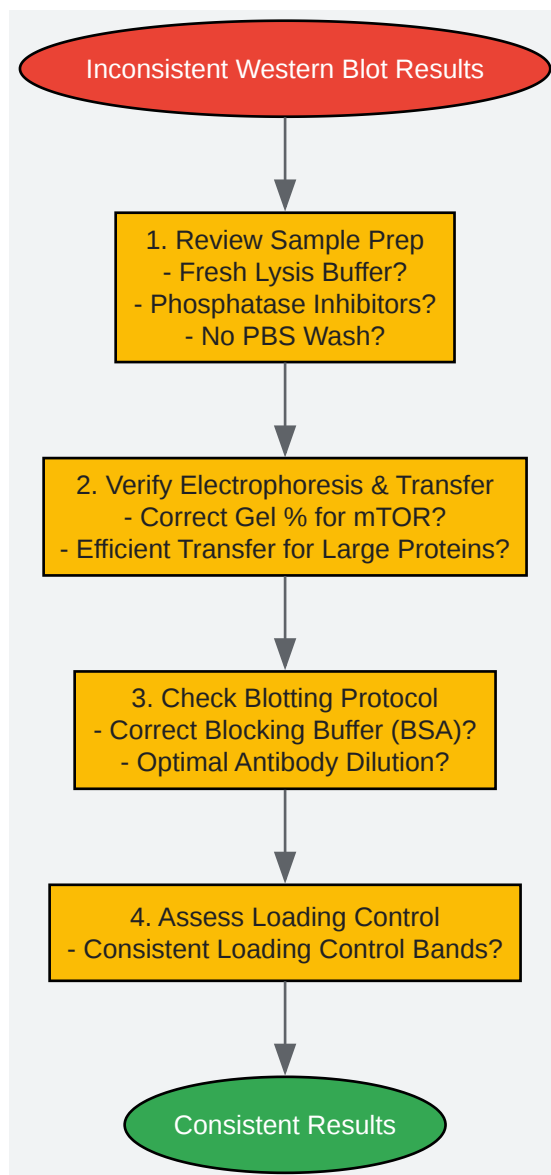 Inconsistent Western Blot Results
1. Review Sample Prep
- Fresh Lysis Buffer?
- Phosphatase Inhibitors?
- No PBS Wash?
2. Verify Electrophoresis & Transfer
- Correct Gel % for mTOR?
- Efficient Transfer for Large Proteins?
3. Check Blotting Protocol
- Correct Blocking Buffer (BSA)?
- Optimal Antibody Dilution?
4. Assess Loading Control
- Consistent Loading Control Bands?
Consistent Results